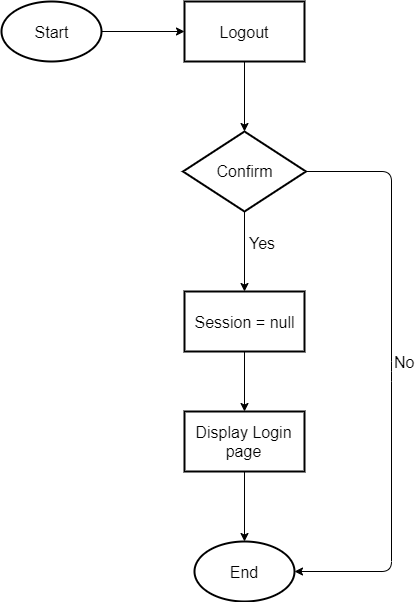 Start
Logout
Confirm
Yes
Session = null
No
Display Login
page
End